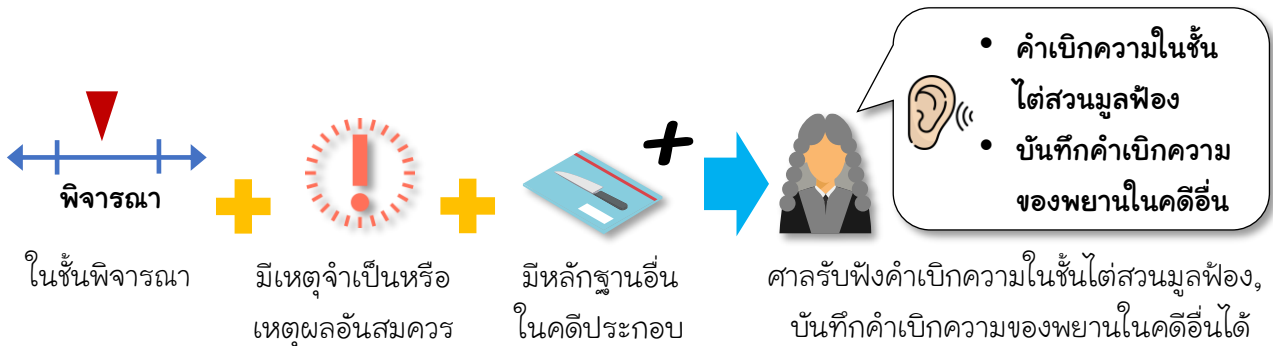 • คำเบิกความในชั้น
ไต่สวนมูลฟ้อง
• บันทึกคำเบิกความ
ของพยานในคดีอื่น
พิจารณา
ในชั้นพิจารณา
มีเหตุจำเป็นหรือ
เหตุผลอันสมควร
มีหลักฐานอื่น
ในคดีประกอบ
ศาลรับฟังคำเบิกความในชั้นไต่สวนมูลฟ้อง,
บันทึกคำเบิกความของพยานในคดีอื่นได้